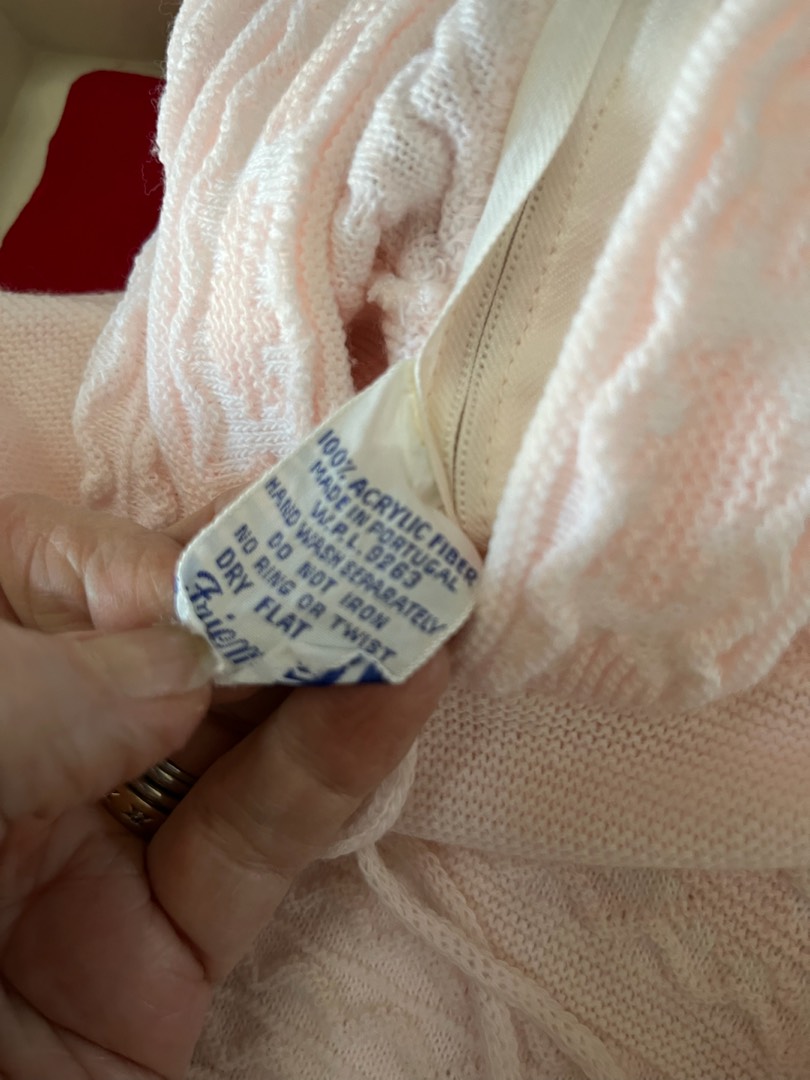 100% ACRYLIC FIBER
MADE IN PORTUGAL
W.P.L. 9263
HAND WASH SEPARATELY
DO NOT IRON
NO RING OR TWIST
DRY FLAT